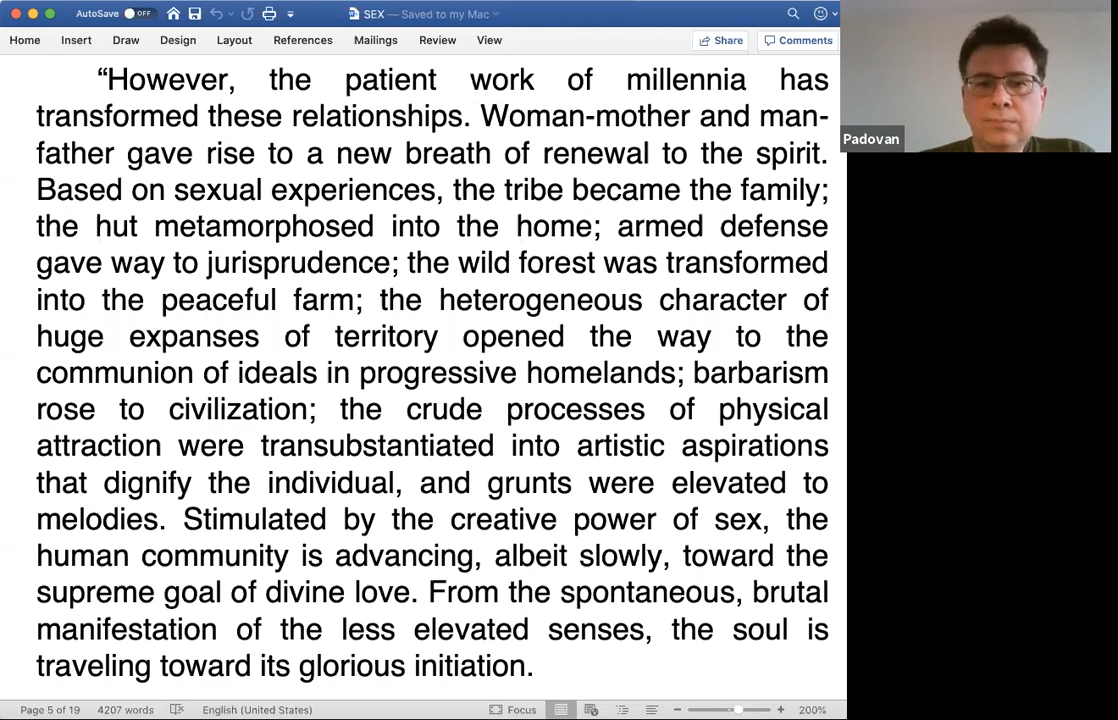 AutoSave OFF SEX — Saved to my Mac
Home Insert Draw Design Layout References Mailings Review View Share Comments
“However, the patient work of millennia has
transformed these relationships. Woman-mother and man-
father gave rise to a new breath of renewal to the spirit.
Based on sexual experiences, the tribe became the family;
the hut metamorphosed into the home; armed defense
gave way to jurisprudence; the wild forest was transformed
into the peaceful farm; the heterogeneous character of
huge expanses of territory opened the way to the
communion of ideals in progressive homelands; barbarism
rose to civilization; the crude processes of physical
attraction were transubstantiated into artistic aspirations
that dignify the individual, and grunts were elevated to
melodies. Stimulated by the creative power of sex, the
human community is advancing, albeit slowly, toward the
supreme goal of divine love. From the spontaneous, brutal
manifestation of the less elevated senses, the soul is
traveling toward its glorious initiation.
Page 5 of 19 4207 words English (United States) Focus 200%
Padovan